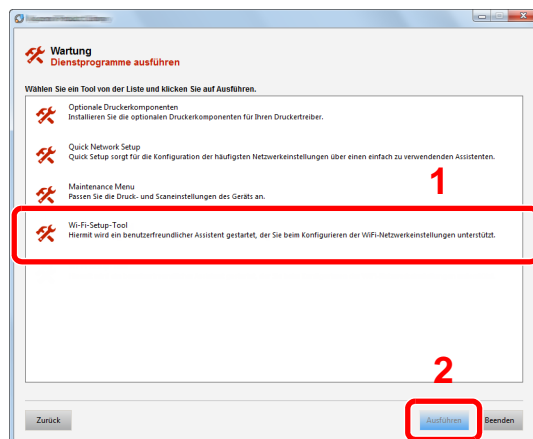 Wartung
Dienstprogramme ausführen
Wählen Sie ein Tool von der Liste und klicken Sie auf Ausführen.
Optionale Druckerkomponenten
Installieren Sie die optionalen Druckerkomponenten für Ihren Druckertreiber.
Quick Network Setup
Quick Setup sorgt für die Konfiguration der häufigsten Netzwerkeinstellungen über einen einfach zu verwendenden Assistenten.
1
Maintenance Menu
Passen Sie die Druck- und Scaneinstellungen des Geräts an.
Wi-Fi-Setup-Tool
Hiermit wird ein benutzerfreundlicher Assistent gestartet, der Sie beim Konfigurieren der WiFi-Netzwerkeinstellungen unterstützt.
2
Zurück Ausführen Beenden